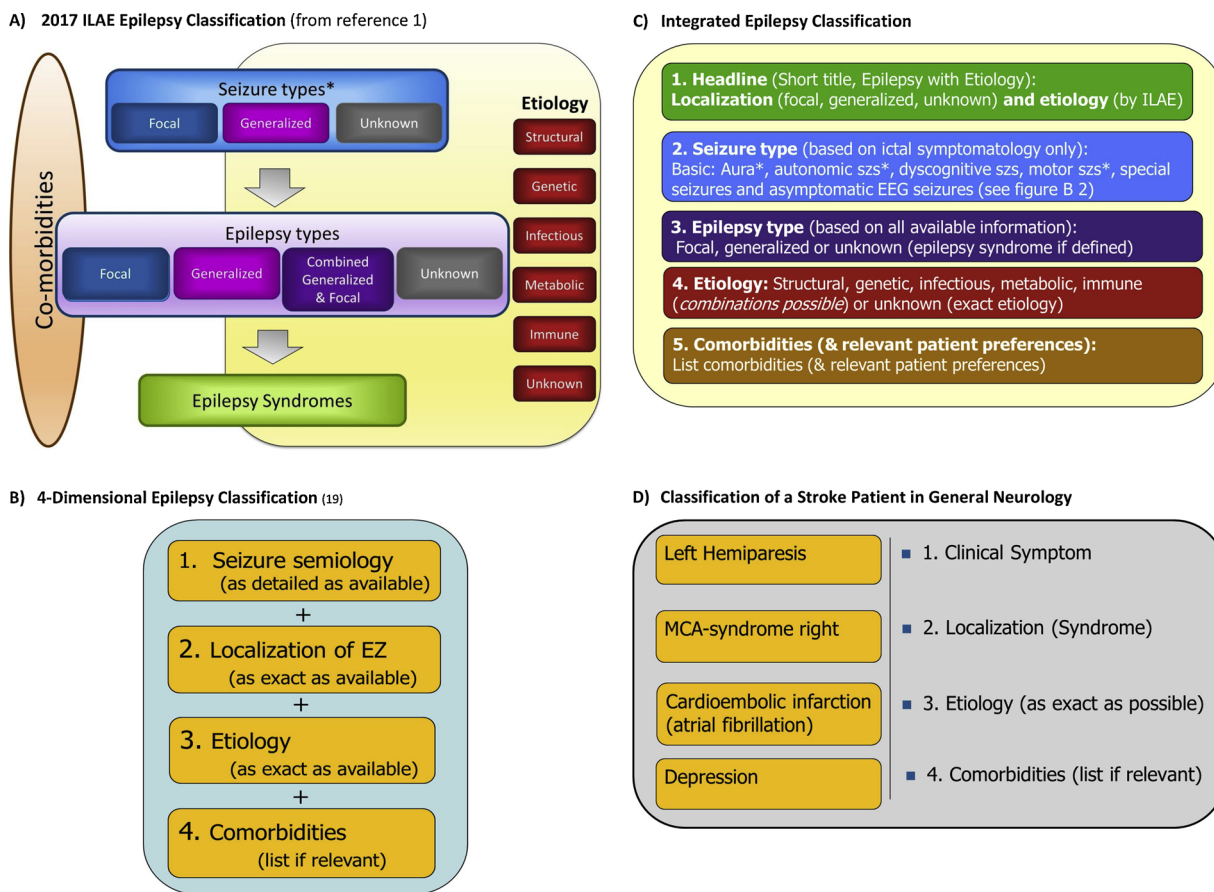 A) 2017 ILAE Epilepsy Classification (from reference 1)
Co-morbidities
Seizure types*
Focal
Generalized
Unknown
Epilepsy types
Focal
Generalized
Combined
Generalized
& Focal
Unknown
Epilepsy Syndromes
Etiology
Structural
Genetic
Infectious
Metabolic
Immune
Unknown
C) Integrated Epilepsy Classification
1. Headline (Short title, Epilepsy with Etiology):
Localization (focal, generalized, unknown) and etiology (by ILAE)
2. Seizure type (based on ictal symptomatology only):
Basic: Aura*, autonomic szs*, dyscognitive szs, motor szs*, special
seizures and asymptomatic EEG seizures (see figure B 2)
3. Epilepsy type (based on all available information):
Focal, generalized or unknown (epilepsy syndrome if defined)
4. Etiology: Structural, genetic, infectious, metabolic, immune
(combinations possible) or unknown (exact etiology)
5. Comorbidities (& relevant patient preferences):
List comorbidities (& relevant patient preferences)
B) 4-Dimensional Epilepsy Classification (19)
1. Seizure semiology
(as detailed as available)
+
2. Localization of EZ
(as exact as available)
+
3. Etiology
(as exact as available)
+
4. Comorbidities
(list if relevant)
D) Classification of a Stroke Patient in General Neurology
Left Hemiparesis
1. Clinical Symptom
MCA-syndrome right
2. Localization (Syndrome)
Cardioembolic infarction
(atrial fibrillation)
3. Etiology (as exact as possible)
Depression
4. Comorbidities (list if relevant)